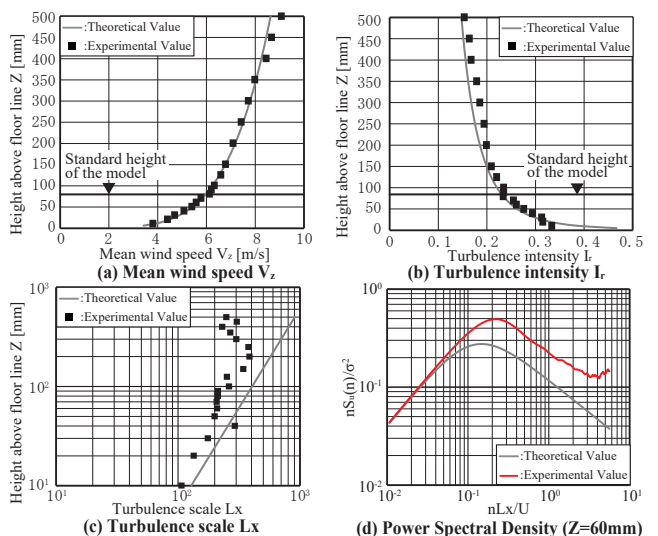 Height above floor line Z [mm]
500
450
400
350
300
250
200
150
100
50
0
:Theoretical Value
:Experimental Value
Standard height
of the model
0 2 4 6 8 10
Mean wind speed Vz [m/s]
(a) Mean wind speed Vz
Height above floor line Z [mm]
500
450
400
350
300
250
200
150
100
50
0
:Theoretical Value
:Experimental Value
Standard height
of the model
0 0.1 0.2 0.3 0.4 0.5
Turbulence intensity Ir
(b) Turbulence intensity Ir
Height above floor line Z [mm]
10³
10²
10¹
:Theoretical Value
:Experimental Value
10¹ 10² 10³
Turbulence scale Lx
(c) Turbulence scale Lx
nSu(n)/σ²
10⁰
10⁻¹
10⁻²
:Theoretical Value
:Experimental Value
10⁻² 10⁻¹ 10⁰ 10¹
nLx/U
(d) Power Spectral Density (Z=60mm)